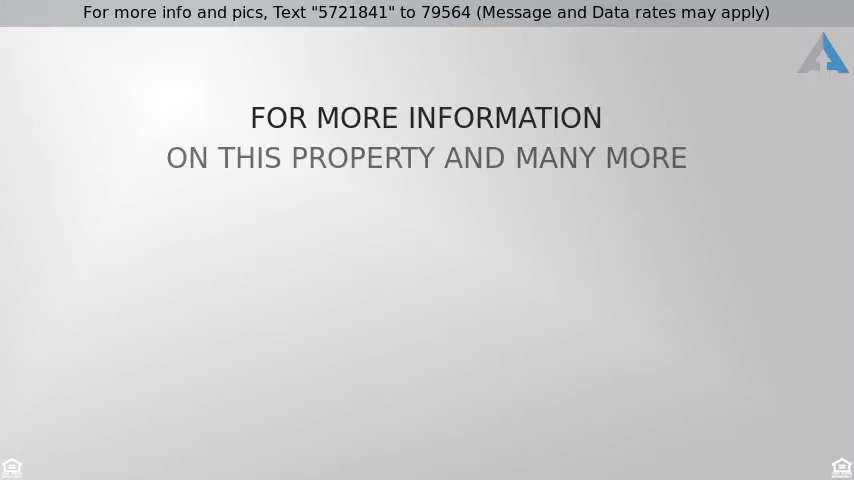 For more info and pics, Text "5721841" to 79564 (Message and Data rates may apply)
FOR MORE INFORMATION
ON THIS PROPERTY AND MANY MORE